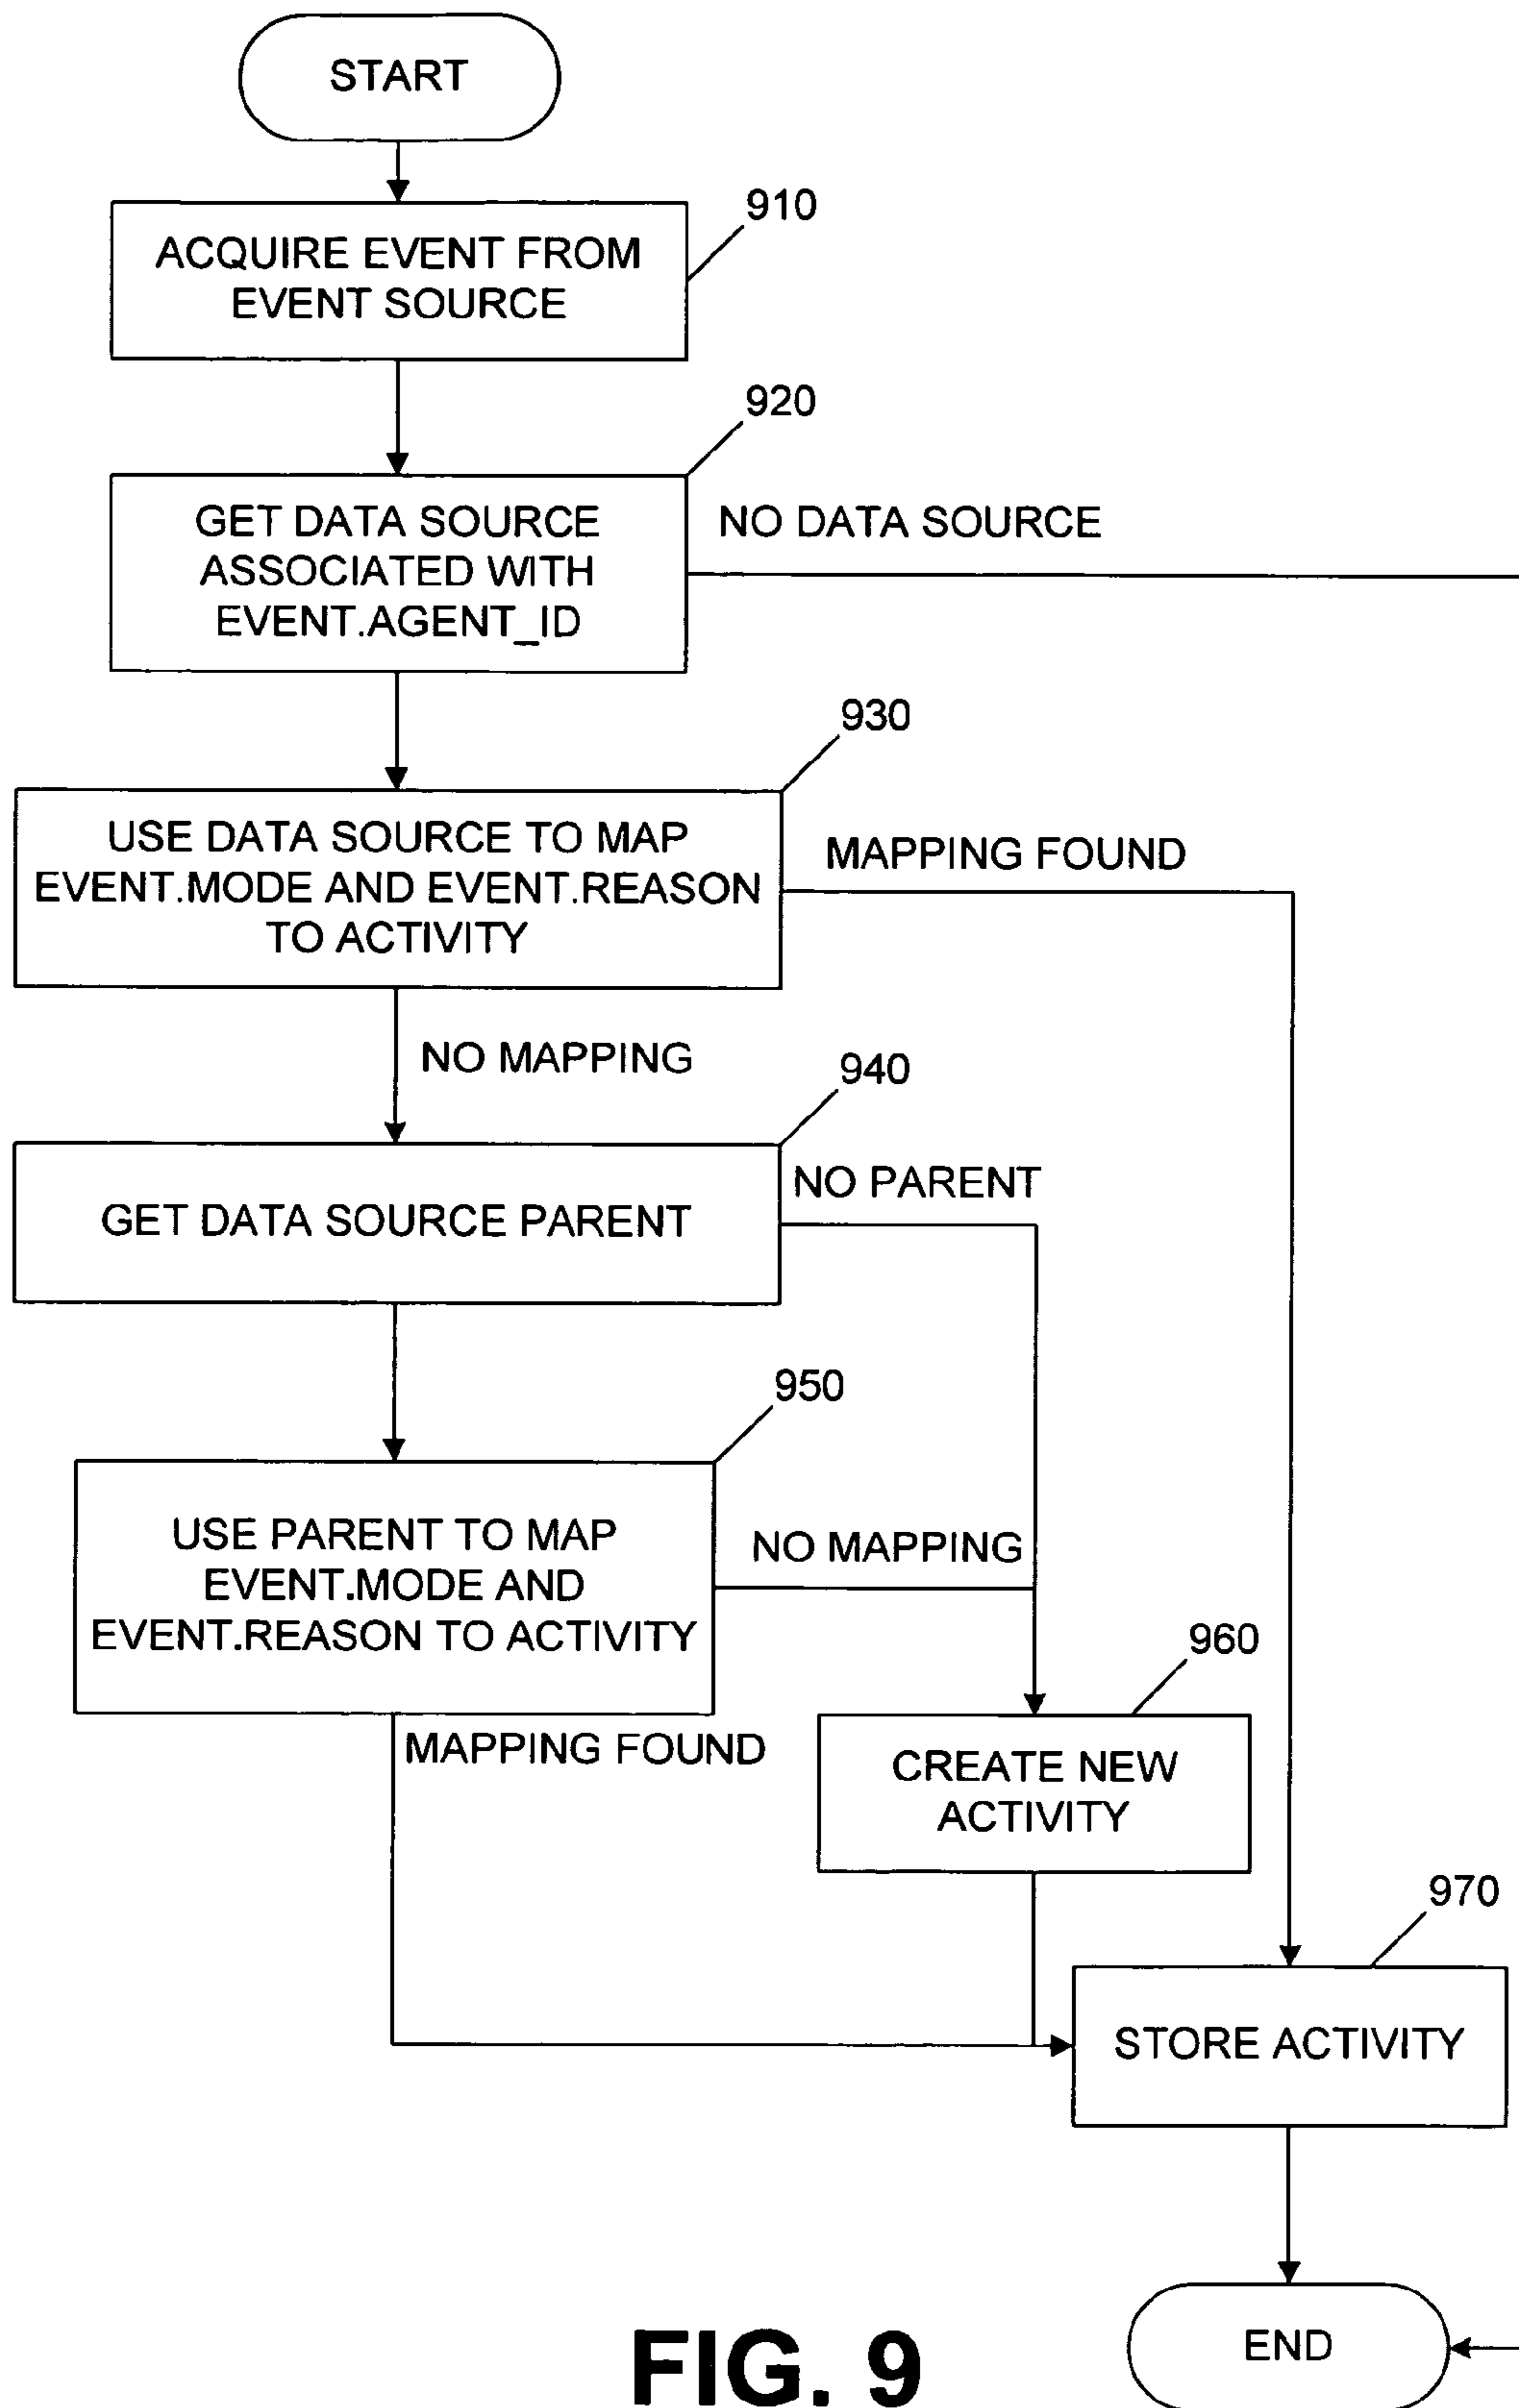 START
910
ACQUIRE EVENT FROM
EVENT SOURCE
920
GET DATA SOURCE
ASSOCIATED WITH
EVENT.AGENT_ID
NO DATA SOURCE
930
USE DATA SOURCE TO MAP
EVENT.MODE AND EVENT.REASON
TO ACTIVITY
MAPPING FOUND
NO MAPPING
940
GET DATA SOURCE PARENT
NO PARENT
950
USE PARENT TO MAP
EVENT.MODE AND
EVENT.REASON TO ACTIVITY
NO MAPPING
MAPPING FOUND
960
CREATE NEW
ACTIVITY
970
STORE ACTIVITY
END
FIG. 9